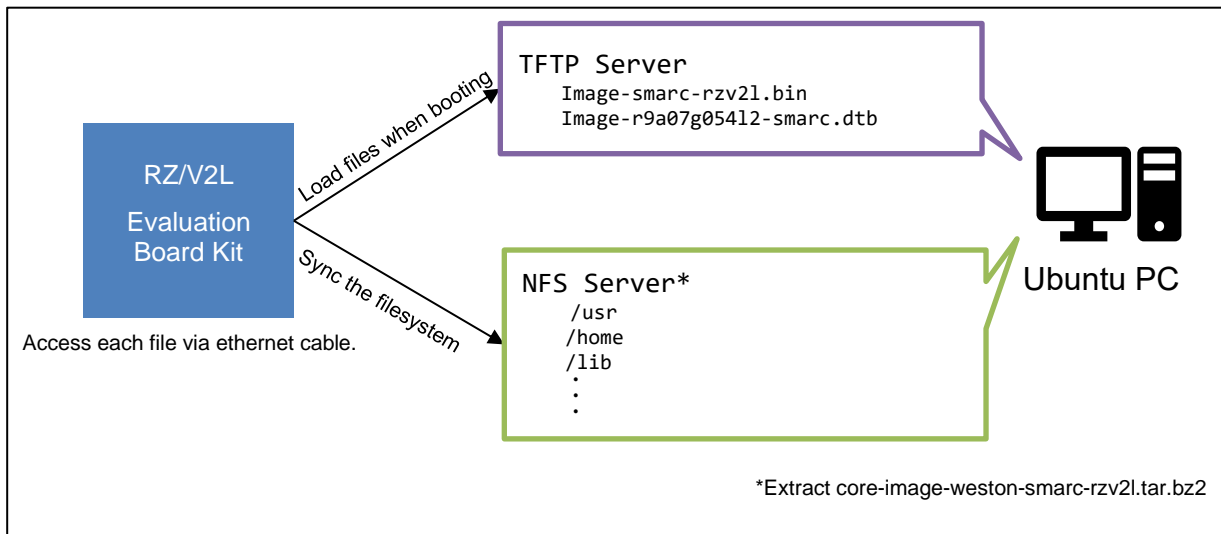 RZ/V2L
Evaluation
Board Kit
Access each file via ethernet cable.
Load files when booting
Sync the filesystem
TFTP Server
Image-smarc-rzv2l.bin
Image-r9a07g054l2-smarc.dtb
NFS Server*
/usr
/home
/lib
.
.
.
Ubuntu PC
*Extract core-image-weston-smarc-rzv2l.tar.bz2